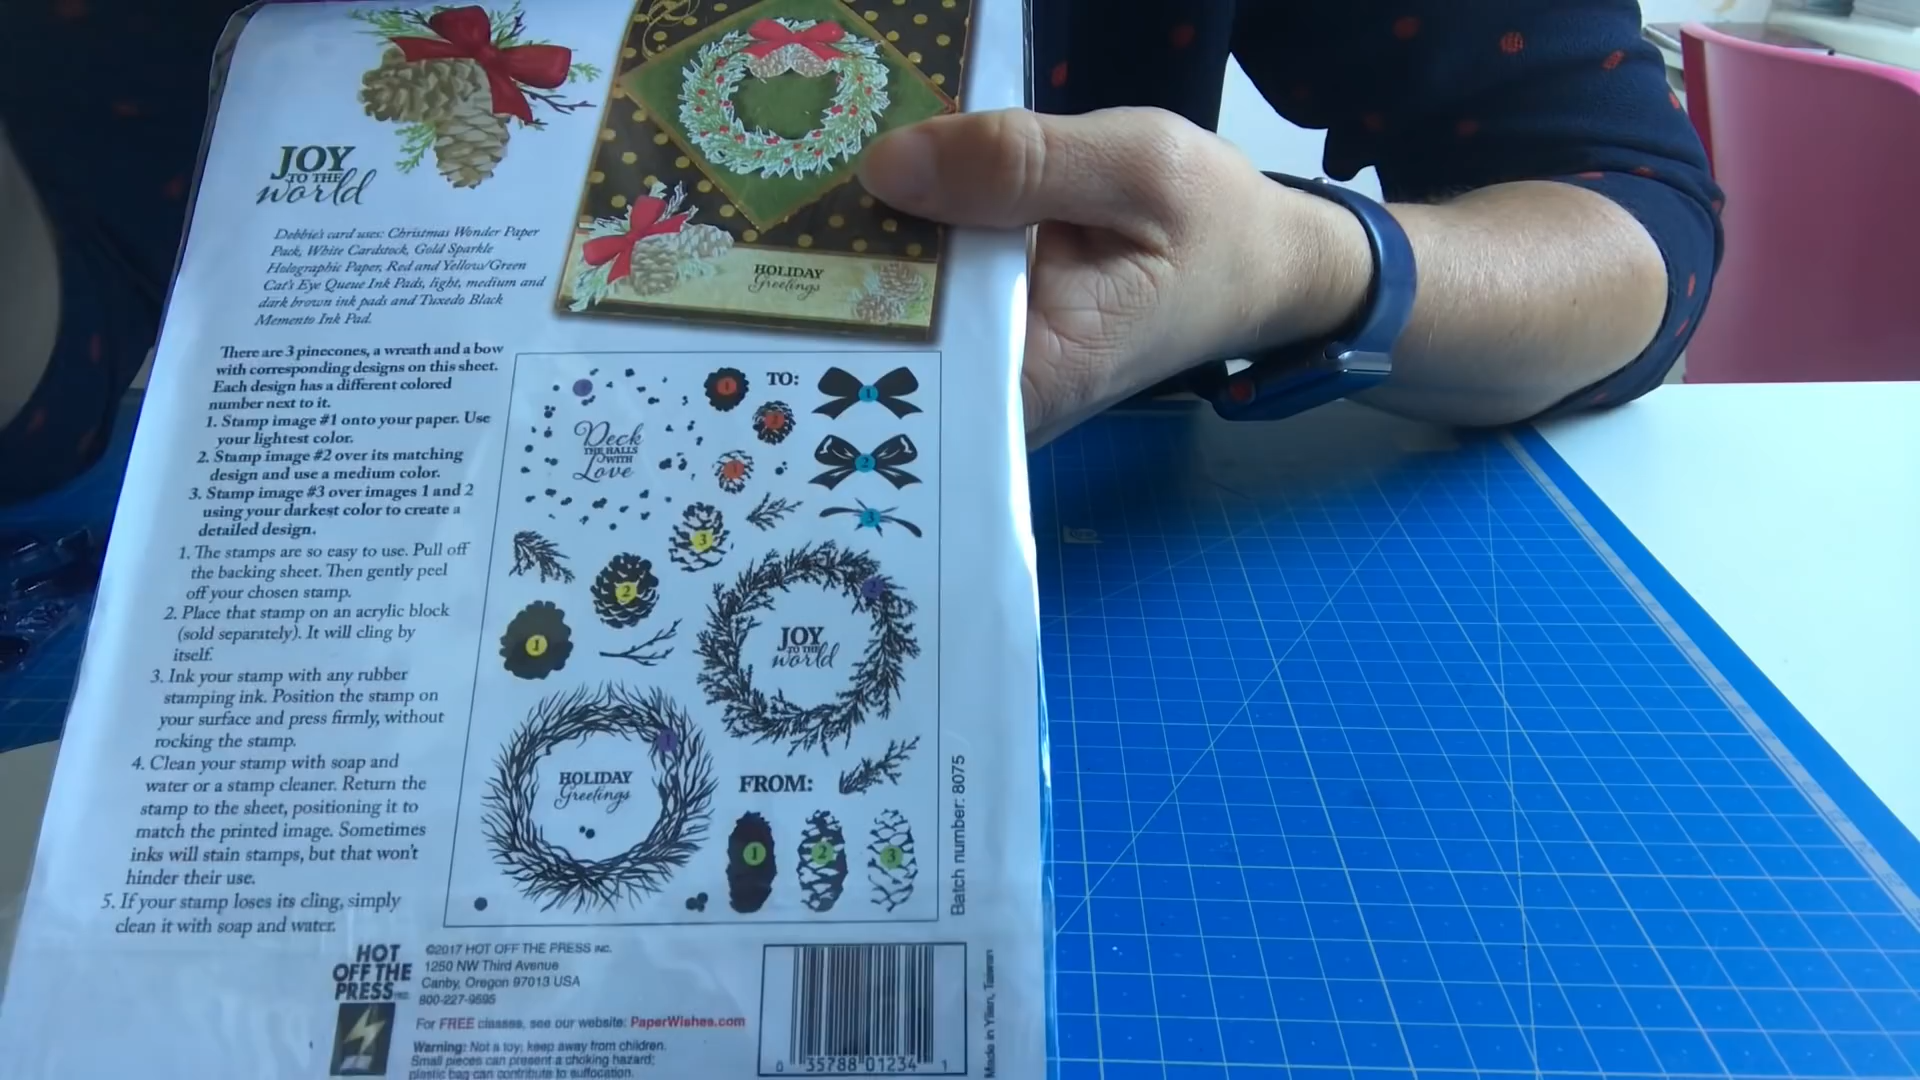 JOY
TO THE
world
HOLIDAY
Greetings
Debbie's card uses: Christmas Wonder Paper
Pack, White Cardstock, Gold Sparkle
Holographic Paper, Red and Yellow/Green
Cat's Eye Queue Ink Pads, light, medium and
dark brown ink pads and Tuxedo Black
Memento Ink Pad.
There are 3 pinecones, a wreath and a bow
with corresponding designs on this sheet.
Each design has a different colored
number next to it.
1. Stamp image #1 onto your paper. Use
your lightest color.
2. Stamp image #2 over its matching
design and use a medium color.
3. Stamp image #3 over images 1 and 2
using your darkest color to create a
detailed design.
1. The stamps are so easy to use. Pull off
the backing sheet. Then gently peel
off your chosen stamp.
2. Place that stamp on an acrylic block
(sold separately). It will cling by
itself.
3. Ink your stamp with any rubber
stamping ink. Position the stamp on
your surface and press firmly, without
rocking the stamp.
4. Clean your stamp with soap and
water or a stamp cleaner. Return the
stamp to the sheet, positioning it to
match the printed image. Sometimes
inks will stain stamps, but that won't
hinder their use.
5. If your stamp loses its cling, simply
clean it with soap and water.
1
TO:
1
Deck
THE HALLS
WITH
Love
2
3
3
2
1
JOY
TO THE
world
HOLIDAY
Greetings
FROM:
1
2
3
Batch number: 8075
HOT
OFF THE
PRESS INC.
©2017 HOT OFF THE PRESS INC.
1250 NW Third Avenue
Canby, Oregon 97013 USA
800-227-9595
For FREE classes, see our website: PaperWishes.com
Warning: Not a toy; keep away from children.
Small pieces can present a choking hazard;
plastic bag can contribute to suffocation.
0 35788 01234 1
Made in Yilan, Taiwan